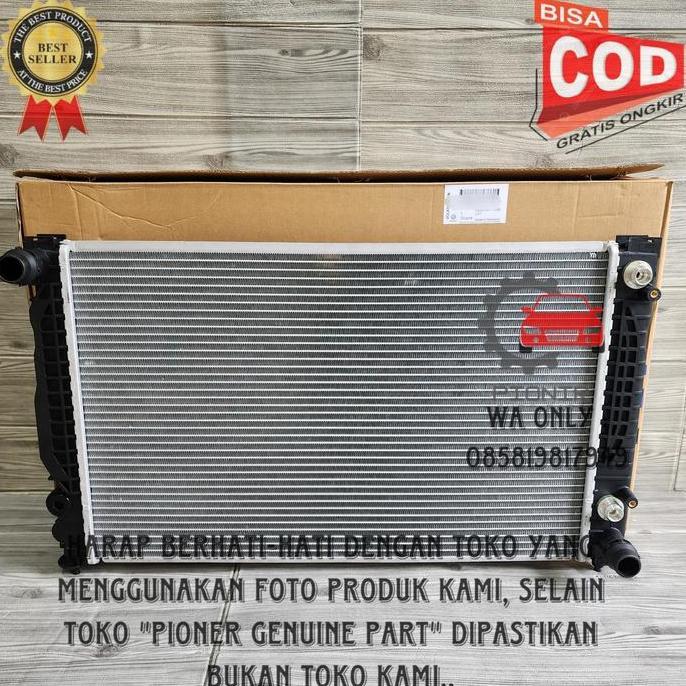 THE BEST PRODUCT
BEST
SELLER
AT THE BEST PRICE
BISA
COD
GRATIS ONGKIR
PIONIR
WA ONLY
HARAP BERHATI-HATI DENGAN TOKO YANG
MENGGUNAKAN FOTO PRODUK KAMI, SELAIN
TOKO "PIONER GENUINE PART" DIPASTIKAN
BUKAN TOKO KAMI..